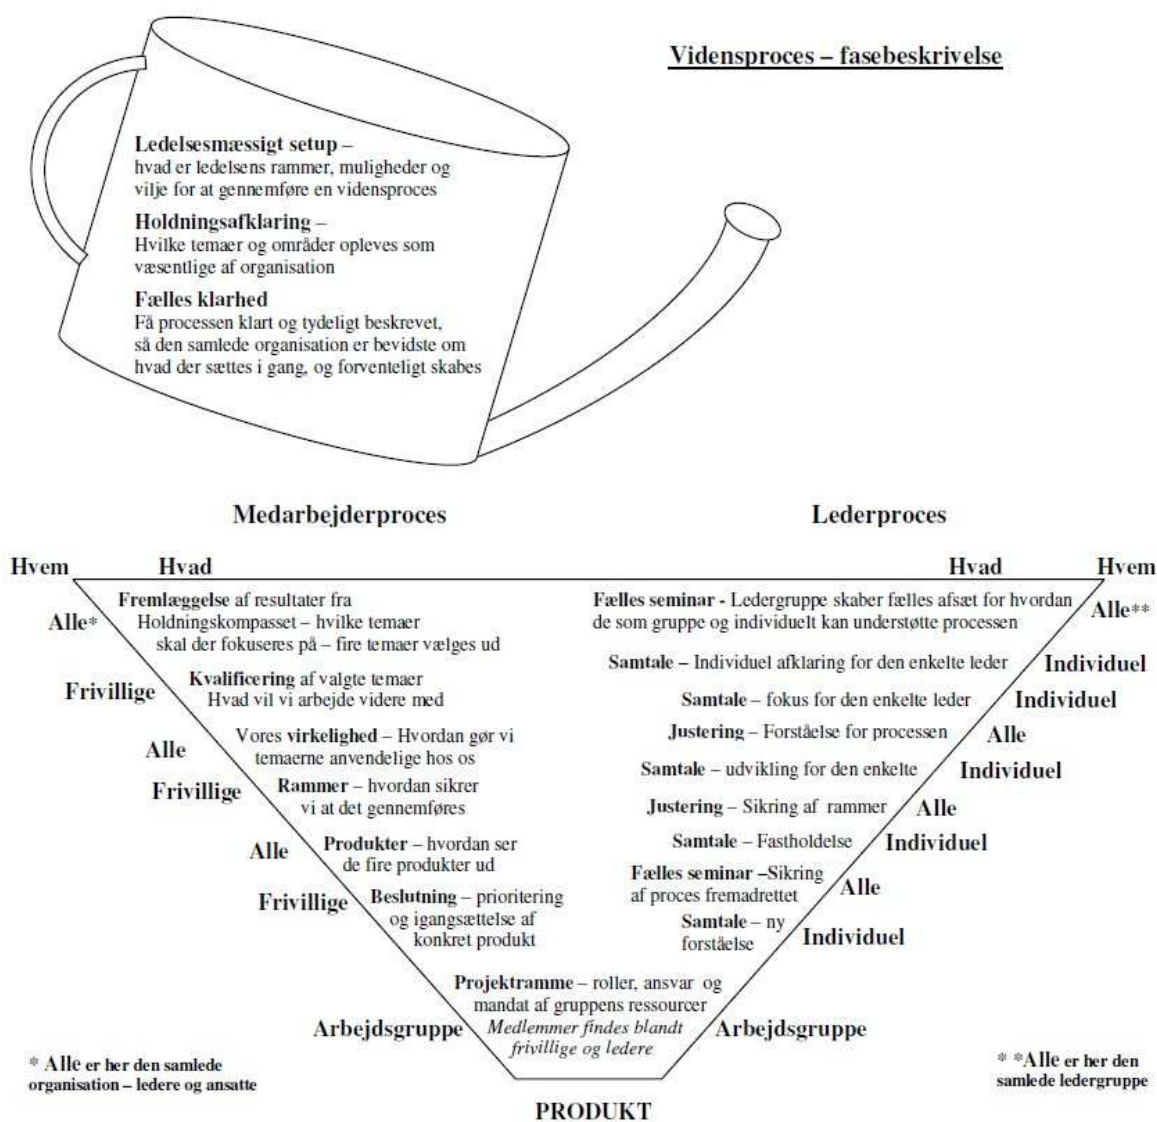 Vidensproces – fasebeskrivelse
Ledelsesmæssigt setup –
hvad er ledelsens rammer, muligheder og
vilje for at gennemføre en vidensproces
Holdningsafklaring –
Hvilke temaer og områder opleves som
væsentlige af organisation
Fælles klarhed
Få processen klart og tydeligt beskrevet,
så den samlede organisation er bevidste om
hvad der sættes i gang, og forventeligt skabes
Medarbejderproces
Hvem
Hvad
Alle*
Fremlæggelse af resultater fra
Holdningskompasset – hvilke temaer
skal der fokuseres på – fire temaer vælges ud
Frivillige
Kvalificering af valgte temaer
Hvad vil vi arbejde videre med
Alle
Vores virkelighed – Hvordan gør vi
temaerne anvendelige hos os
Frivillige
Rammer – hvordan sikrer
vi at det gennemføres
Alle
Produkter – hvordan ser
de fire produkter ud
Frivillige
Beslutning – prioritering
og igangsættelse af
konkret produkt
Lederproces
Hvad
Hvem
Fælles seminar - Ledergruppe skaber fælles afsæt for hvordan
de som gruppe og individuelt kan understøtte processen
Alle**
Samtale – Individuel afklaring for den enkelte leder
Individuel
Samtale – fokus for den enkelte leder
Individuel
Justering – Forståelse for processen
Alle
Samtale – udvikling for den enkelte
Individuel
Justering – Sikring af rammer
Alle
Samtale – Fastholdelse
Individuel
Fælles seminar –Sikring
af proces fremadrettet
Alle
Samtale – ny
forståelse
Individuel
Projektramme – roller, ansvar og
mandat af gruppens ressourcer
Medlemmer findes blandt
frivillige og ledere
Arbejdsgruppe
Arbejdsgruppe
* Alle er her den samlede
organisation – ledere og ansatte
* *Alle er her den
samlede ledergruppe
PRODUKT